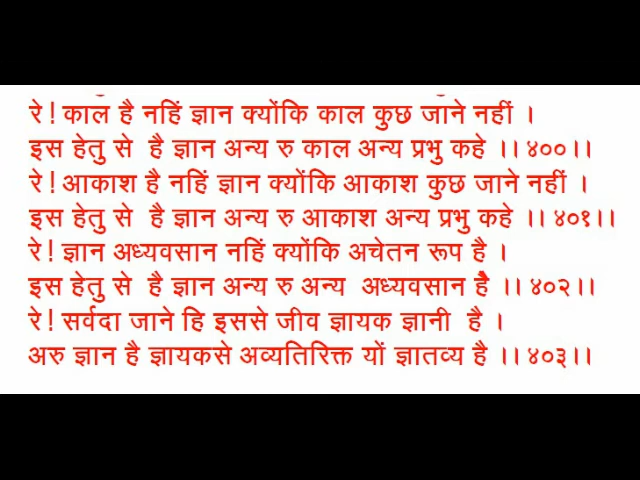 रे ! काल है नहिं ज्ञान क्योंकि काल कुछ जाने नहीं ।
इस हेतु से है ज्ञान अन्य रु काल अन्य प्रभु कहे ।। ४००।।
रे ! आकाश है नहिं ज्ञान क्योंकि आकाश कुछ जाने नहीं ।
इस हेतु से है ज्ञान अन्य रु आकाश अन्य प्रभु कहे ।। ४०१।।
रे ! ज्ञान अध्यवसान नहिं क्योंकि अचेतन रूप है ।
इस हेतु से है ज्ञान अन्य रु अन्य अध्यवसान है ।। ४०२।।
रे ! सर्वदा जाने हि इससे जीव ज्ञायक ज्ञानी है ।
अरु ज्ञान है ज्ञायकसे अव्यतिरिक्त यों ज्ञातव्य है ।। ४०३।।